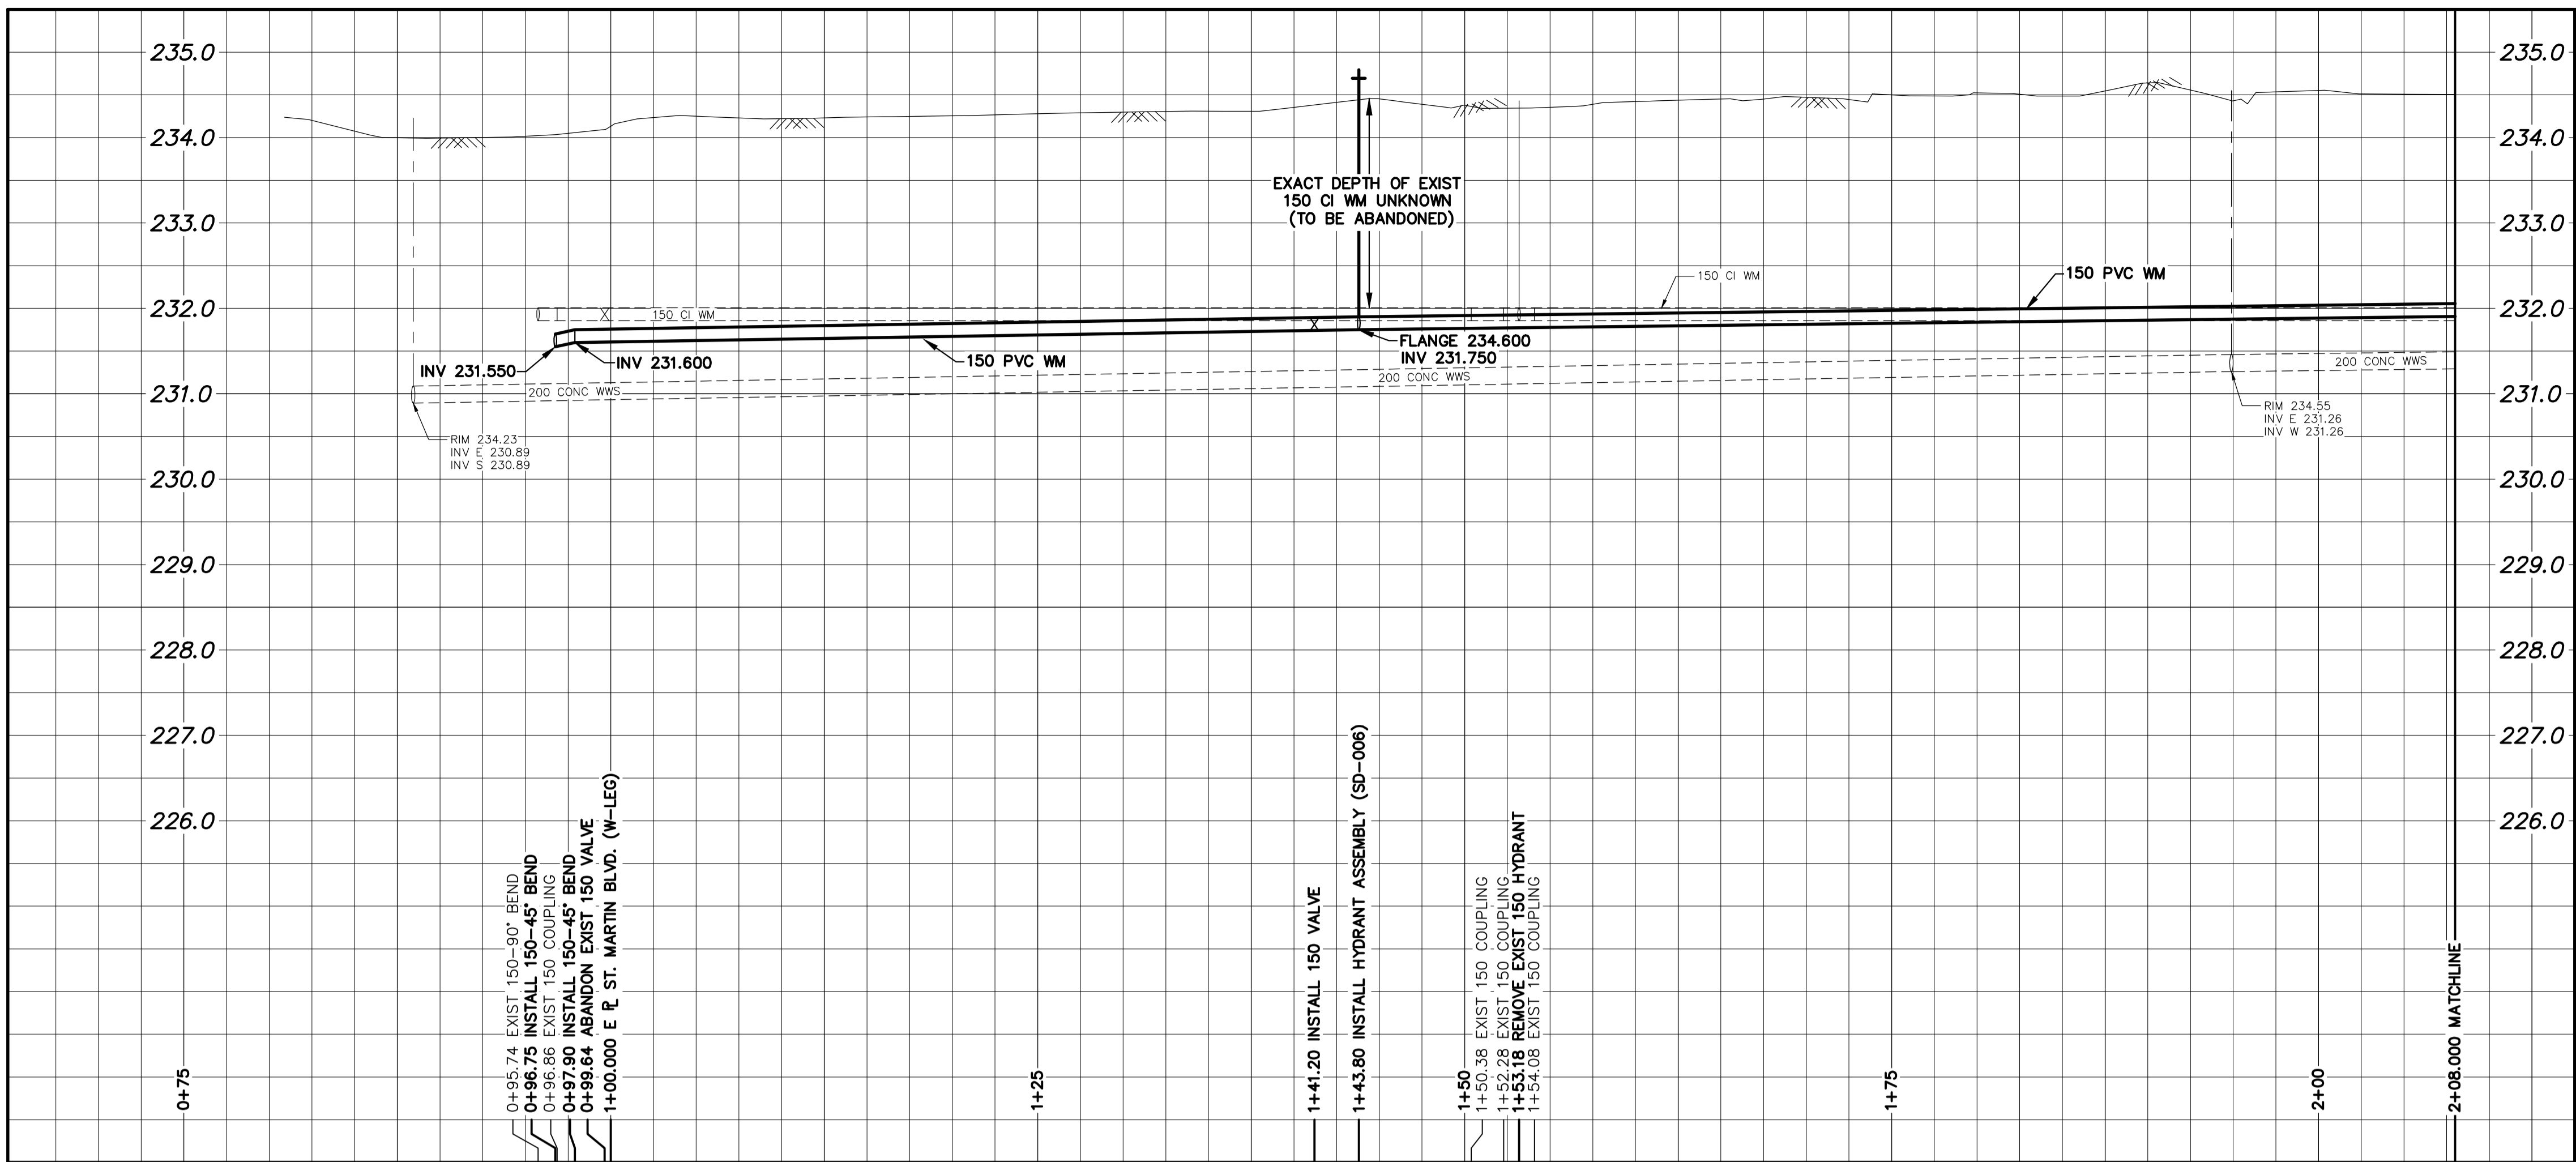 235.0
235.0
234.0
234.0
EXACT DEPTH OF EXIST
150 CI WM UNKNOWN
(TO BE ABANDONED)
233.0
233.0
150 CI WM
150 PVC WM
232.0
232.0
150 CI WM
FLANGE 234.600
INV 231.750
INV 231.550
INV 231.600
150 PVC WM
200 CONC WWS
200 CONC WWS
200 CONC WWS
231.0
231.0
RIM 234.55
INV E 231.26
INV W 231.26
RIM 234.23
INV E 230.89
INV S 230.89
230.0
230.0
229.0
229.0
228.0
228.0
227.0
227.0
226.0
226.0
0+75
0+95.74 EXIST 150-90° BEND
0+96.75 INSTALL 150-45° BEND
0+96.86 EXIST 150 COUPLING
0+97.90 INSTALL 150-45° BEND
0+99.64 ABANDON EXIST 150 VALVE
1+00.000 E PL ST. MARTIN BLVD. (W-LEG)
1+25
1+41.20 INSTALL 150 VALVE
1+43.80 INSTALL HYDRANT ASSEMBLY (SD-006)
1+50
1+50.38 EXIST 150 COUPLING
1+52.28 EXIST 150 COUPLING
1+53.18 REMOVE EXIST 150 HYDRANT
1+54.08 EXIST 150 COUPLING
1+75
2+00
2+08.000 MATCHLINE